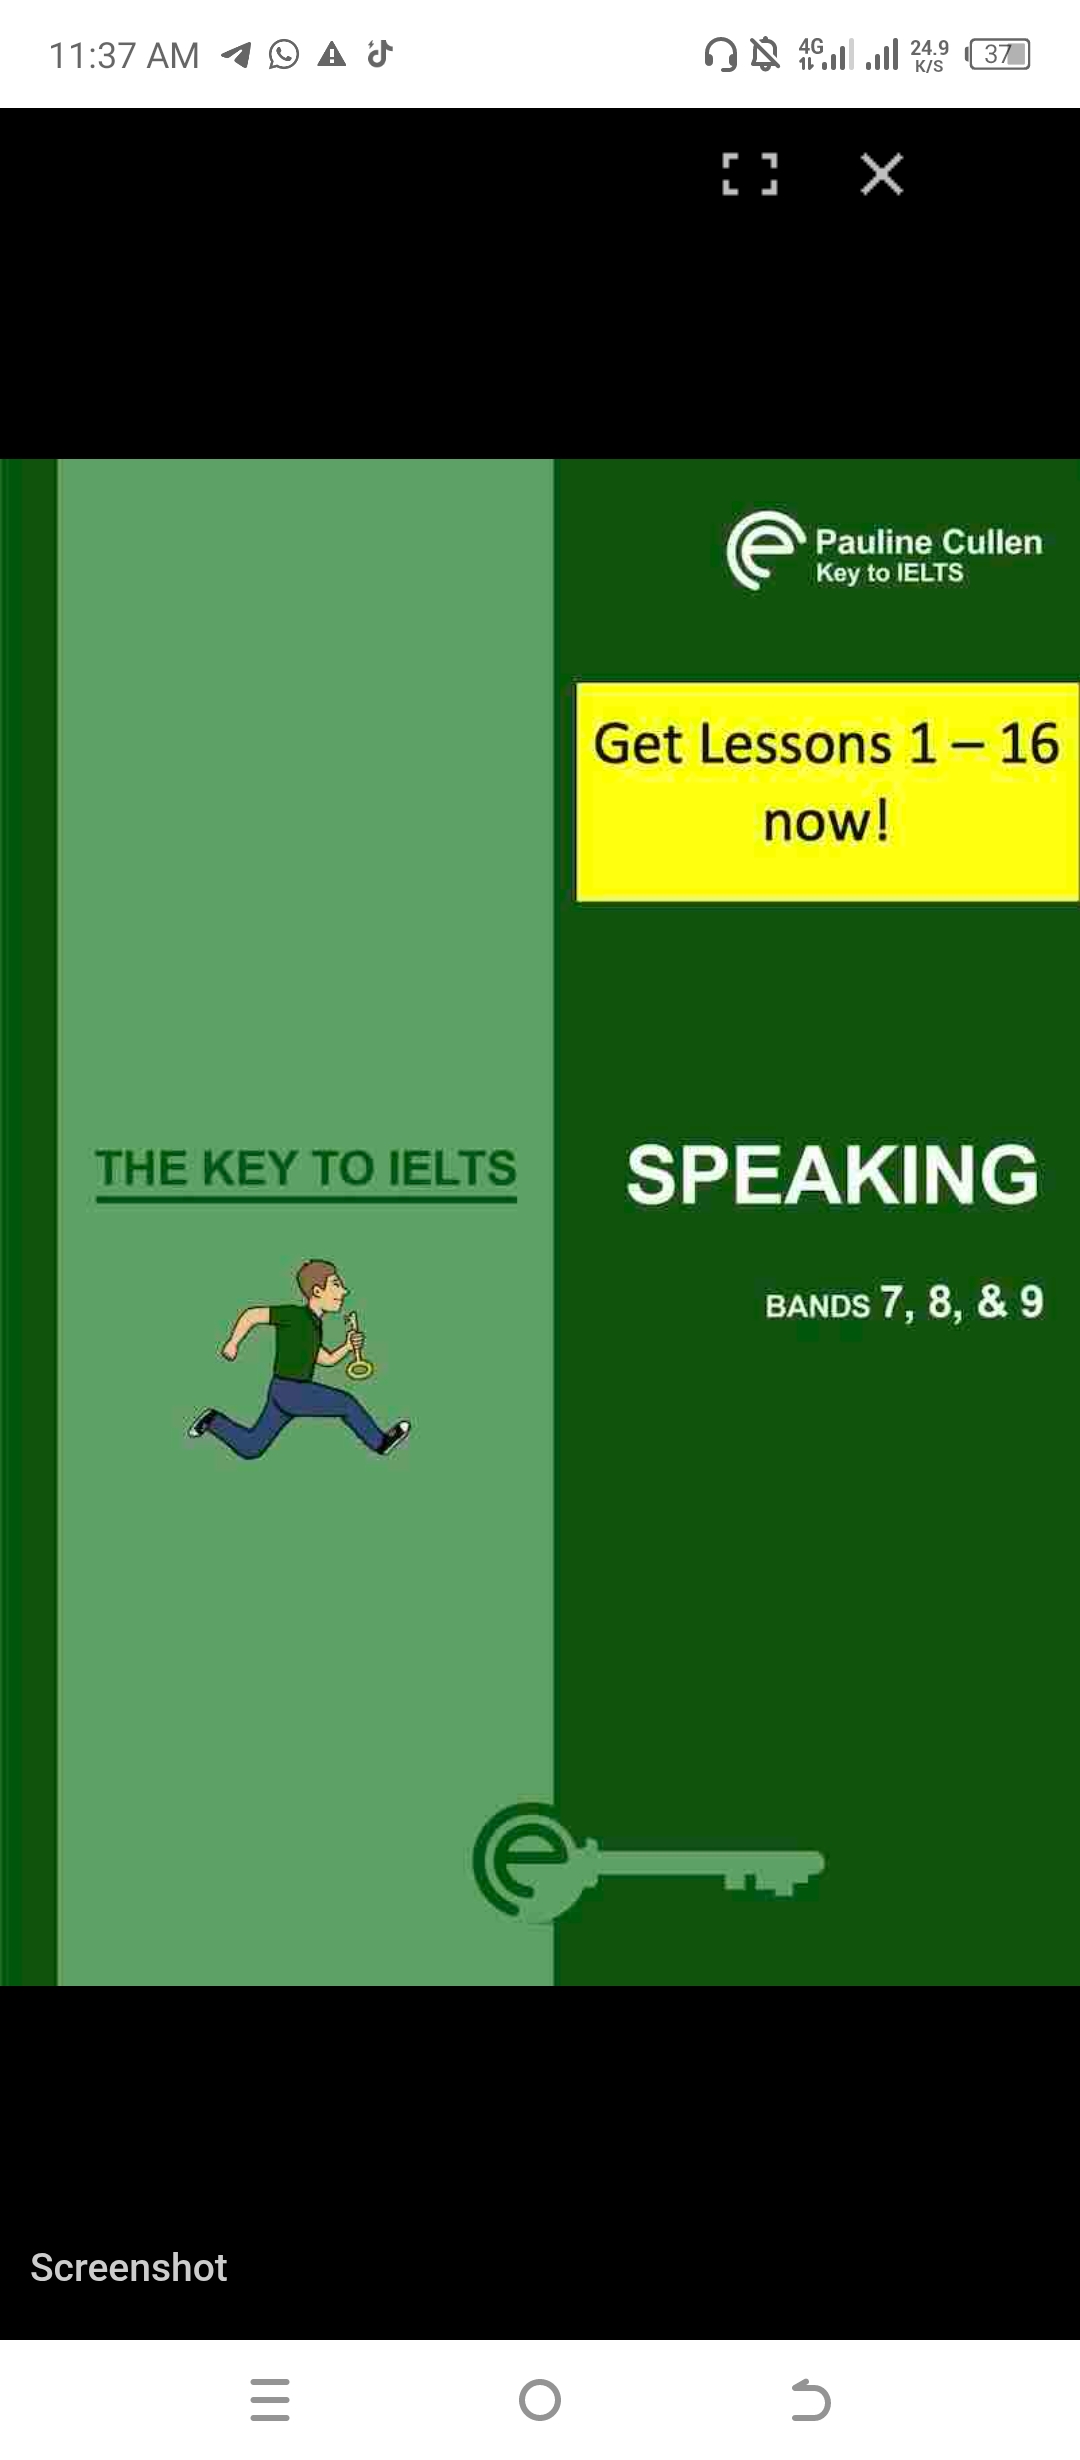 11:37 AM
4G
24.9
K/S
37
Pauline Cullen
Key to IELTS
Get Lessons 1 – 16
now!
THE KEY TO IELTS
SPEAKING
BANDS 7, 8, & 9
Screenshot